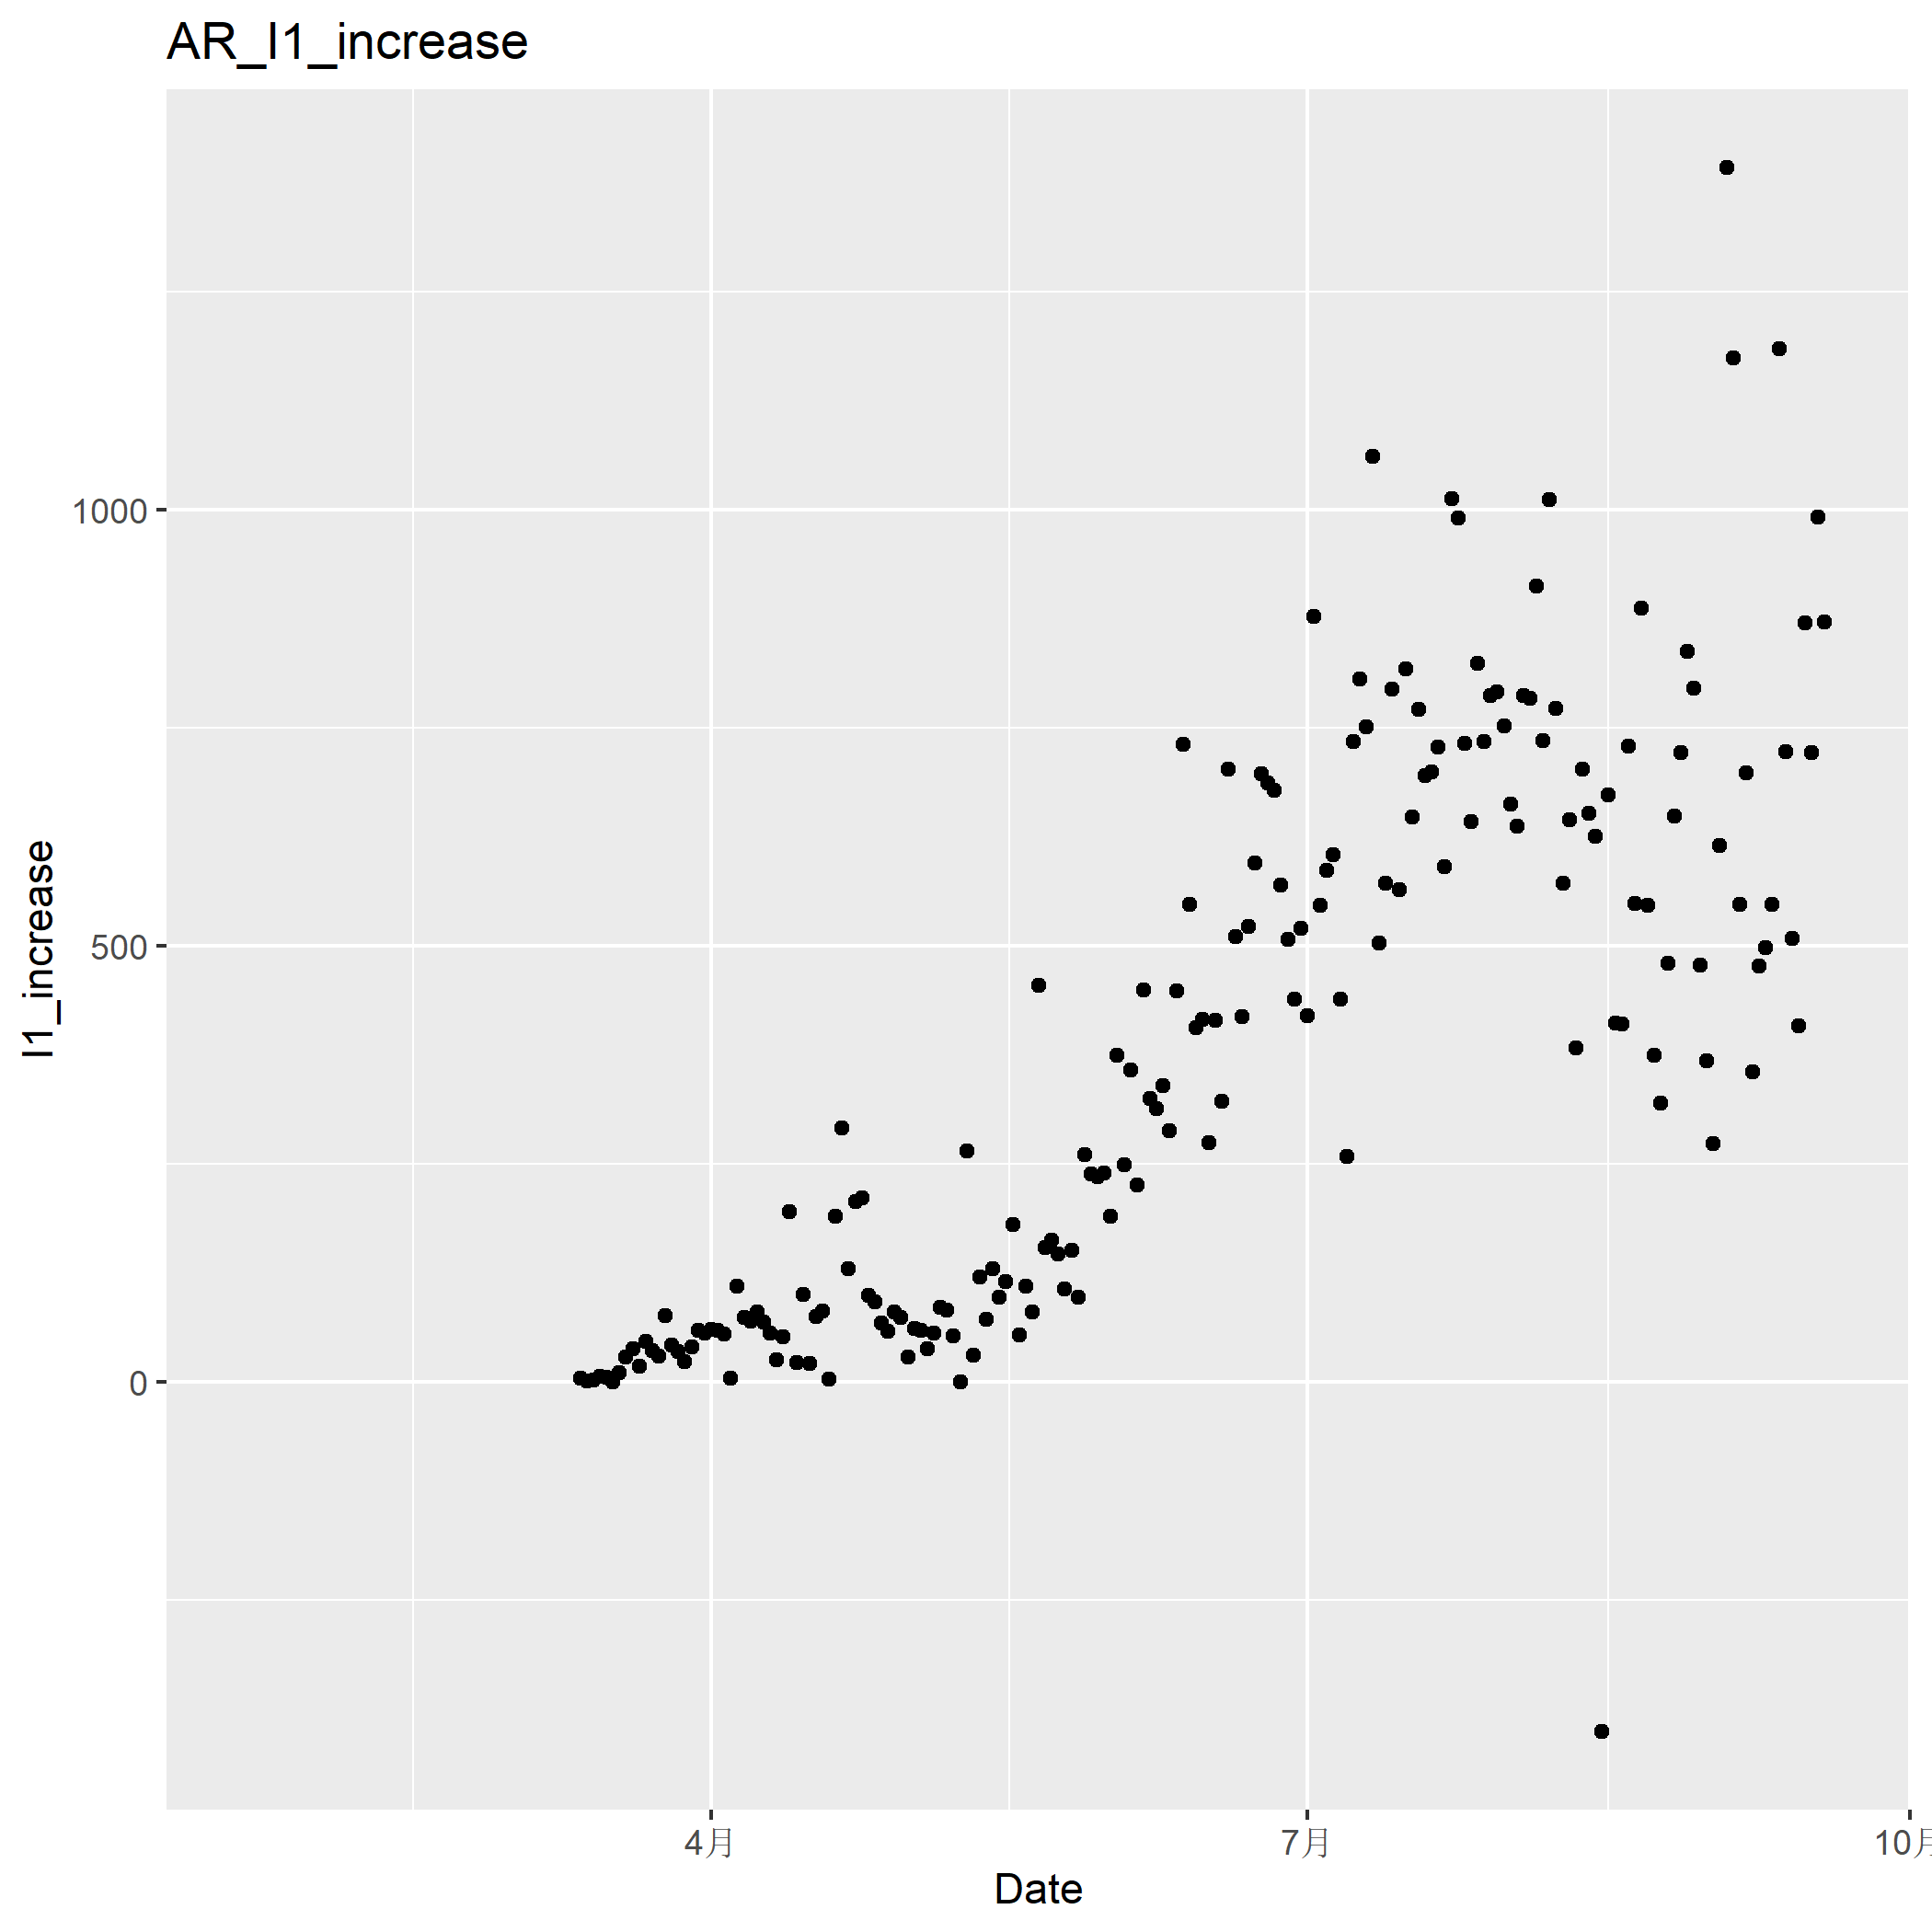 AR_I1_increase
I1_increase
1000
500
0
4月
7月
10月
Date